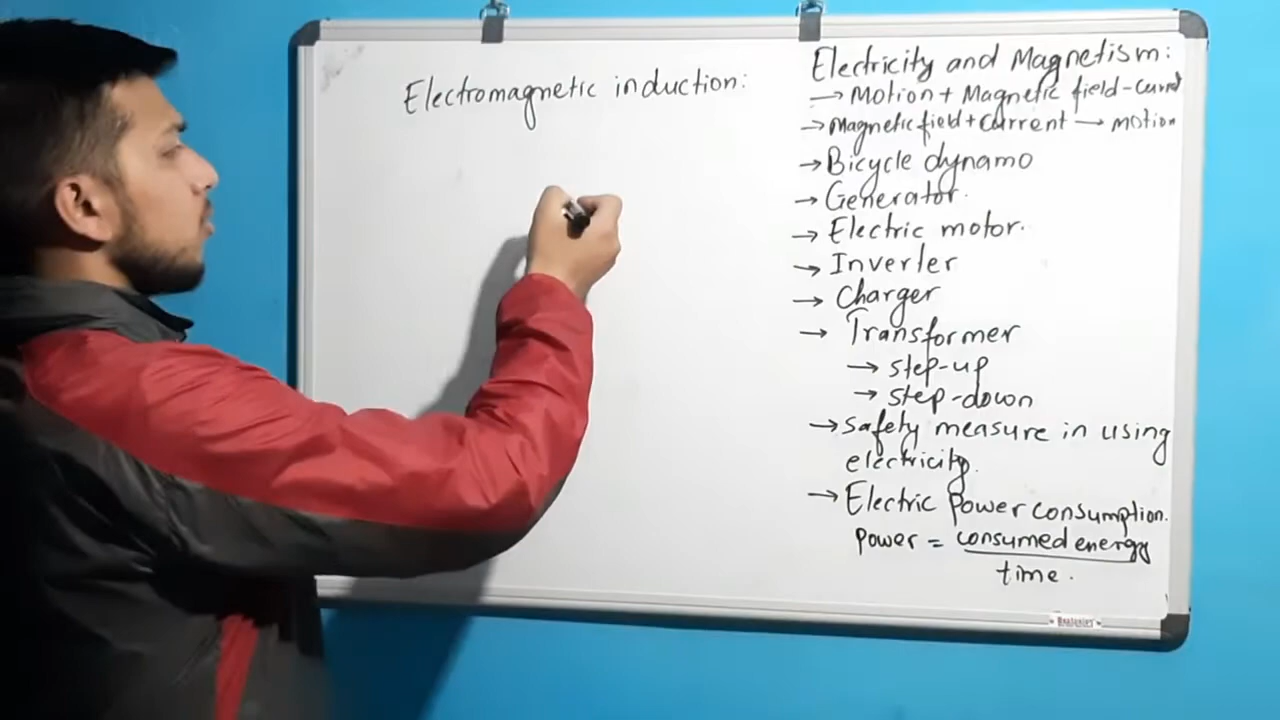 Electromagnetic induction:
Electricity and Magnetism:
→ Motion + Magnetic field - Current
→ Magnetic field + Current → motion
→ Bicycle dynamo
→ Generator.
→ Electric motor.
→ Inverter
→ Charger
→ Transformer
→ step-up
→ step-down
→ safety measure in using
electricity.
→ Electric Power consumption.
Power = consumed energy
time.